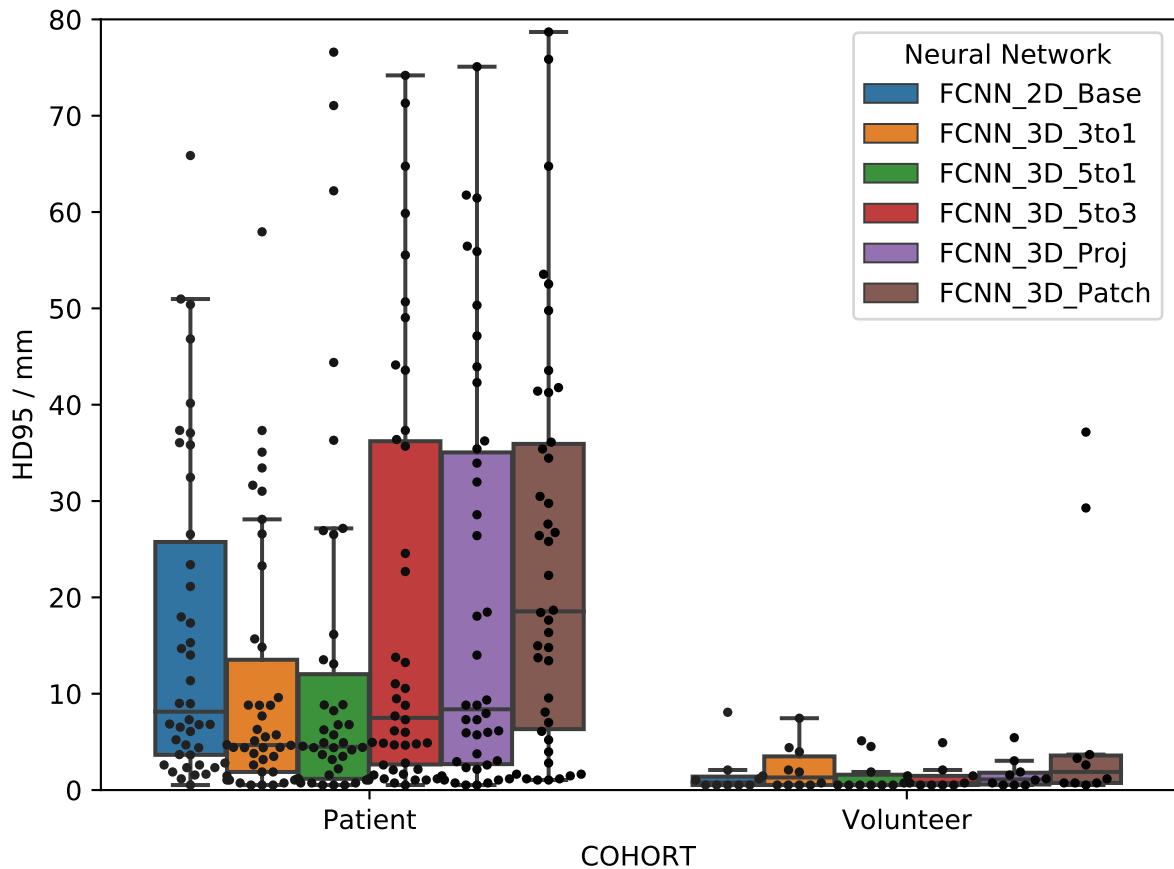 80
70
60
50
40
30
20
10
0
HD95 / mm
Neural Network
FCNN_2D_Base
FCNN_3D_3to1
FCNN_3D_5to1
FCNN_3D_5to3
FCNN_3D_Proj
FCNN_3D_Patch
Patient
Volunteer
COHORT